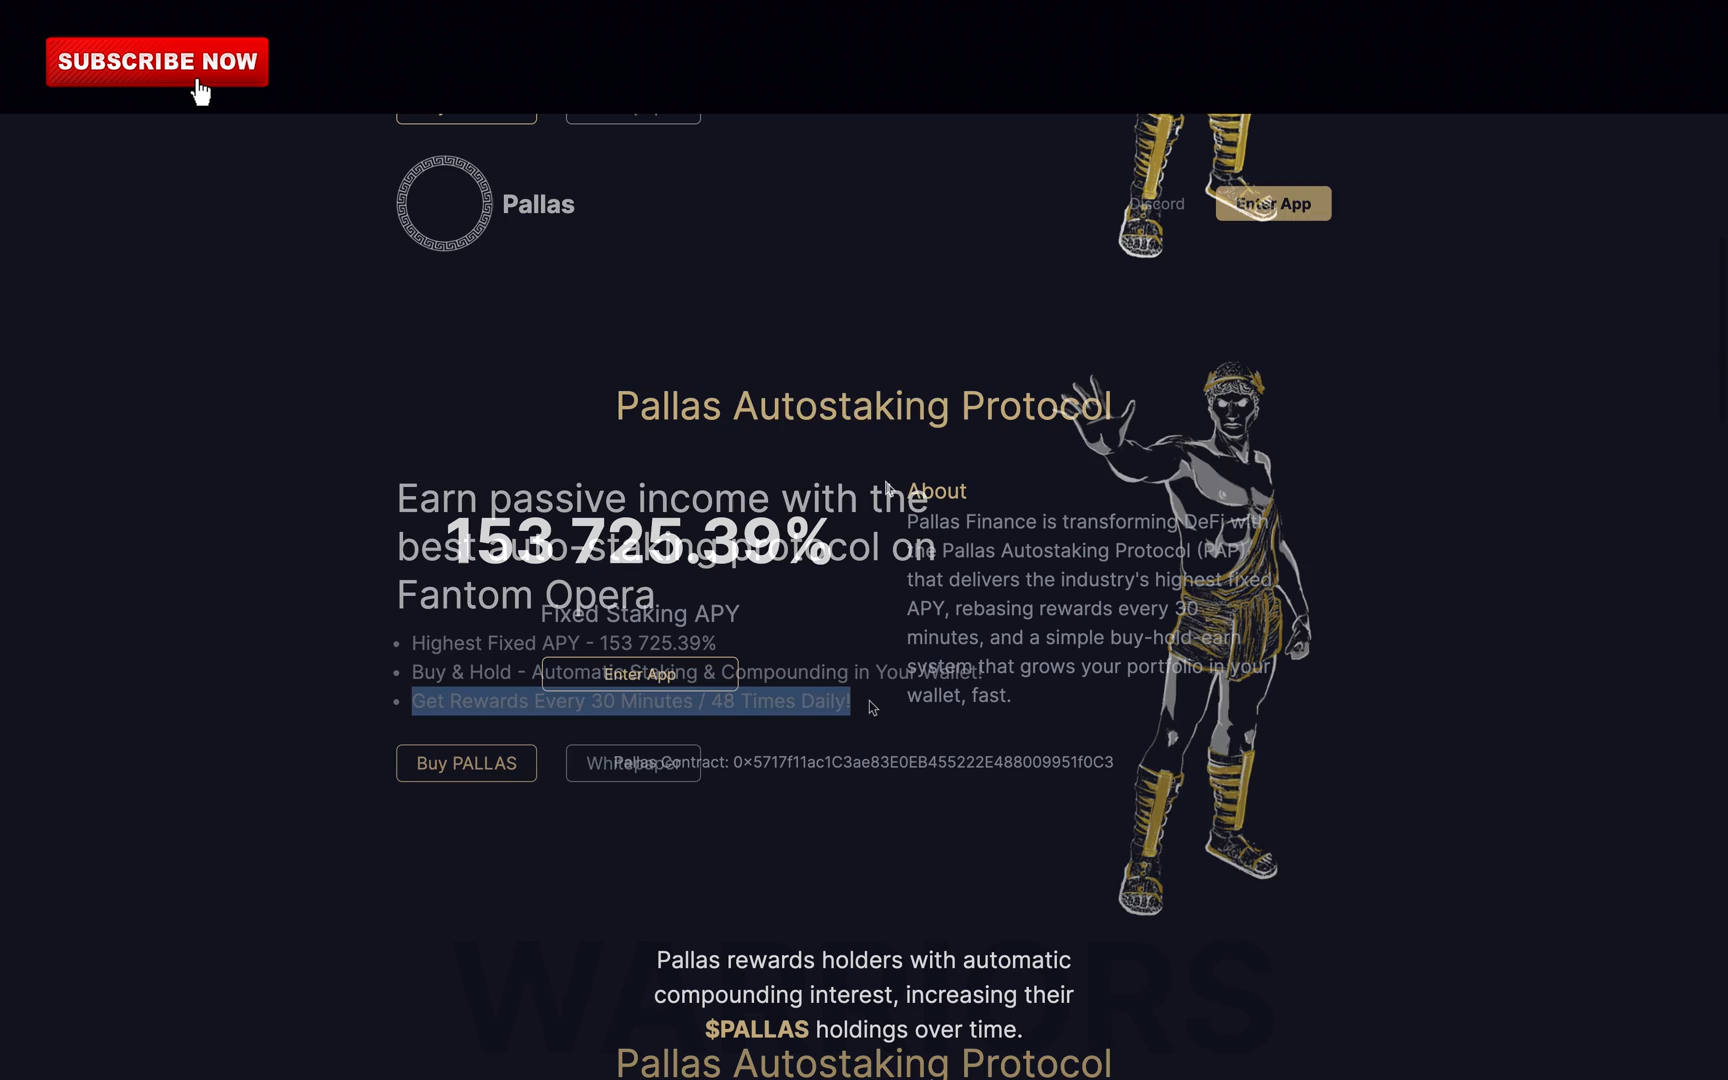 SUBSCRIBE NOW
Pallas
Discord
Enter App
Pallas Autostaking Protocol
Earn passive income with the
best auto-staking protocol on
Fantom Opera
153 725.39%
Fixed Staking APY
Enter App
Highest Fixed APY - 153 725.39%
Buy & Hold - Automatic Staking & Compounding in Your Wallet!
Get Rewards Every 30 Minutes / 48 Times Daily!
Buy PALLAS
Whitepaper
About
Pallas Finance is transforming DeFi with
the Pallas Autostaking Protocol (PAP)
that delivers the industry's highest fixed
APY, rebasing rewards every 30
minutes, and a simple buy-hold-earn
system that grows your portfolio in your
wallet, fast.
Pallas Contract: 0×5717f11ac1C3ae83E0EB455222E488009951f0C3
WARRIORS
Pallas rewards holders with automatic
compounding interest, increasing their
$PALLAS holdings over time.
Pallas Autostaking Protocol